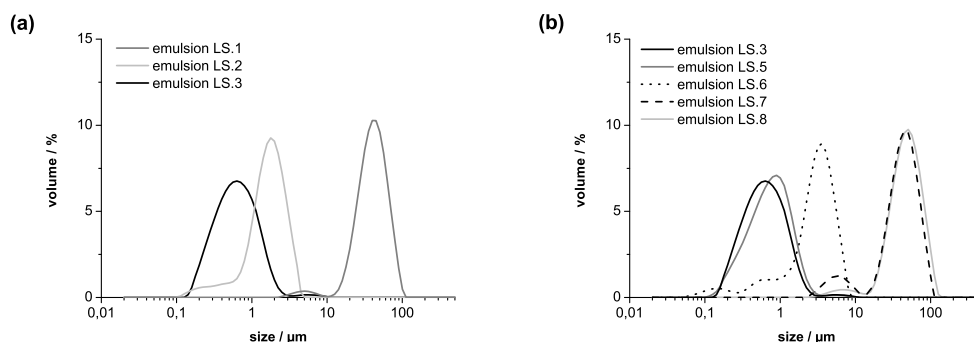 (a)
15
10
5
0
volume / %
emulsion LS.1
emulsion LS.2
emulsion LS.3
0,01 0,1 1 10 100
size / µm
(b)
15
10
5
0
volume / %
emulsion LS.3
emulsion LS.5
emulsion LS.6
emulsion LS.7
emulsion LS.8
0,01 0,1 1 10 100
size / µm